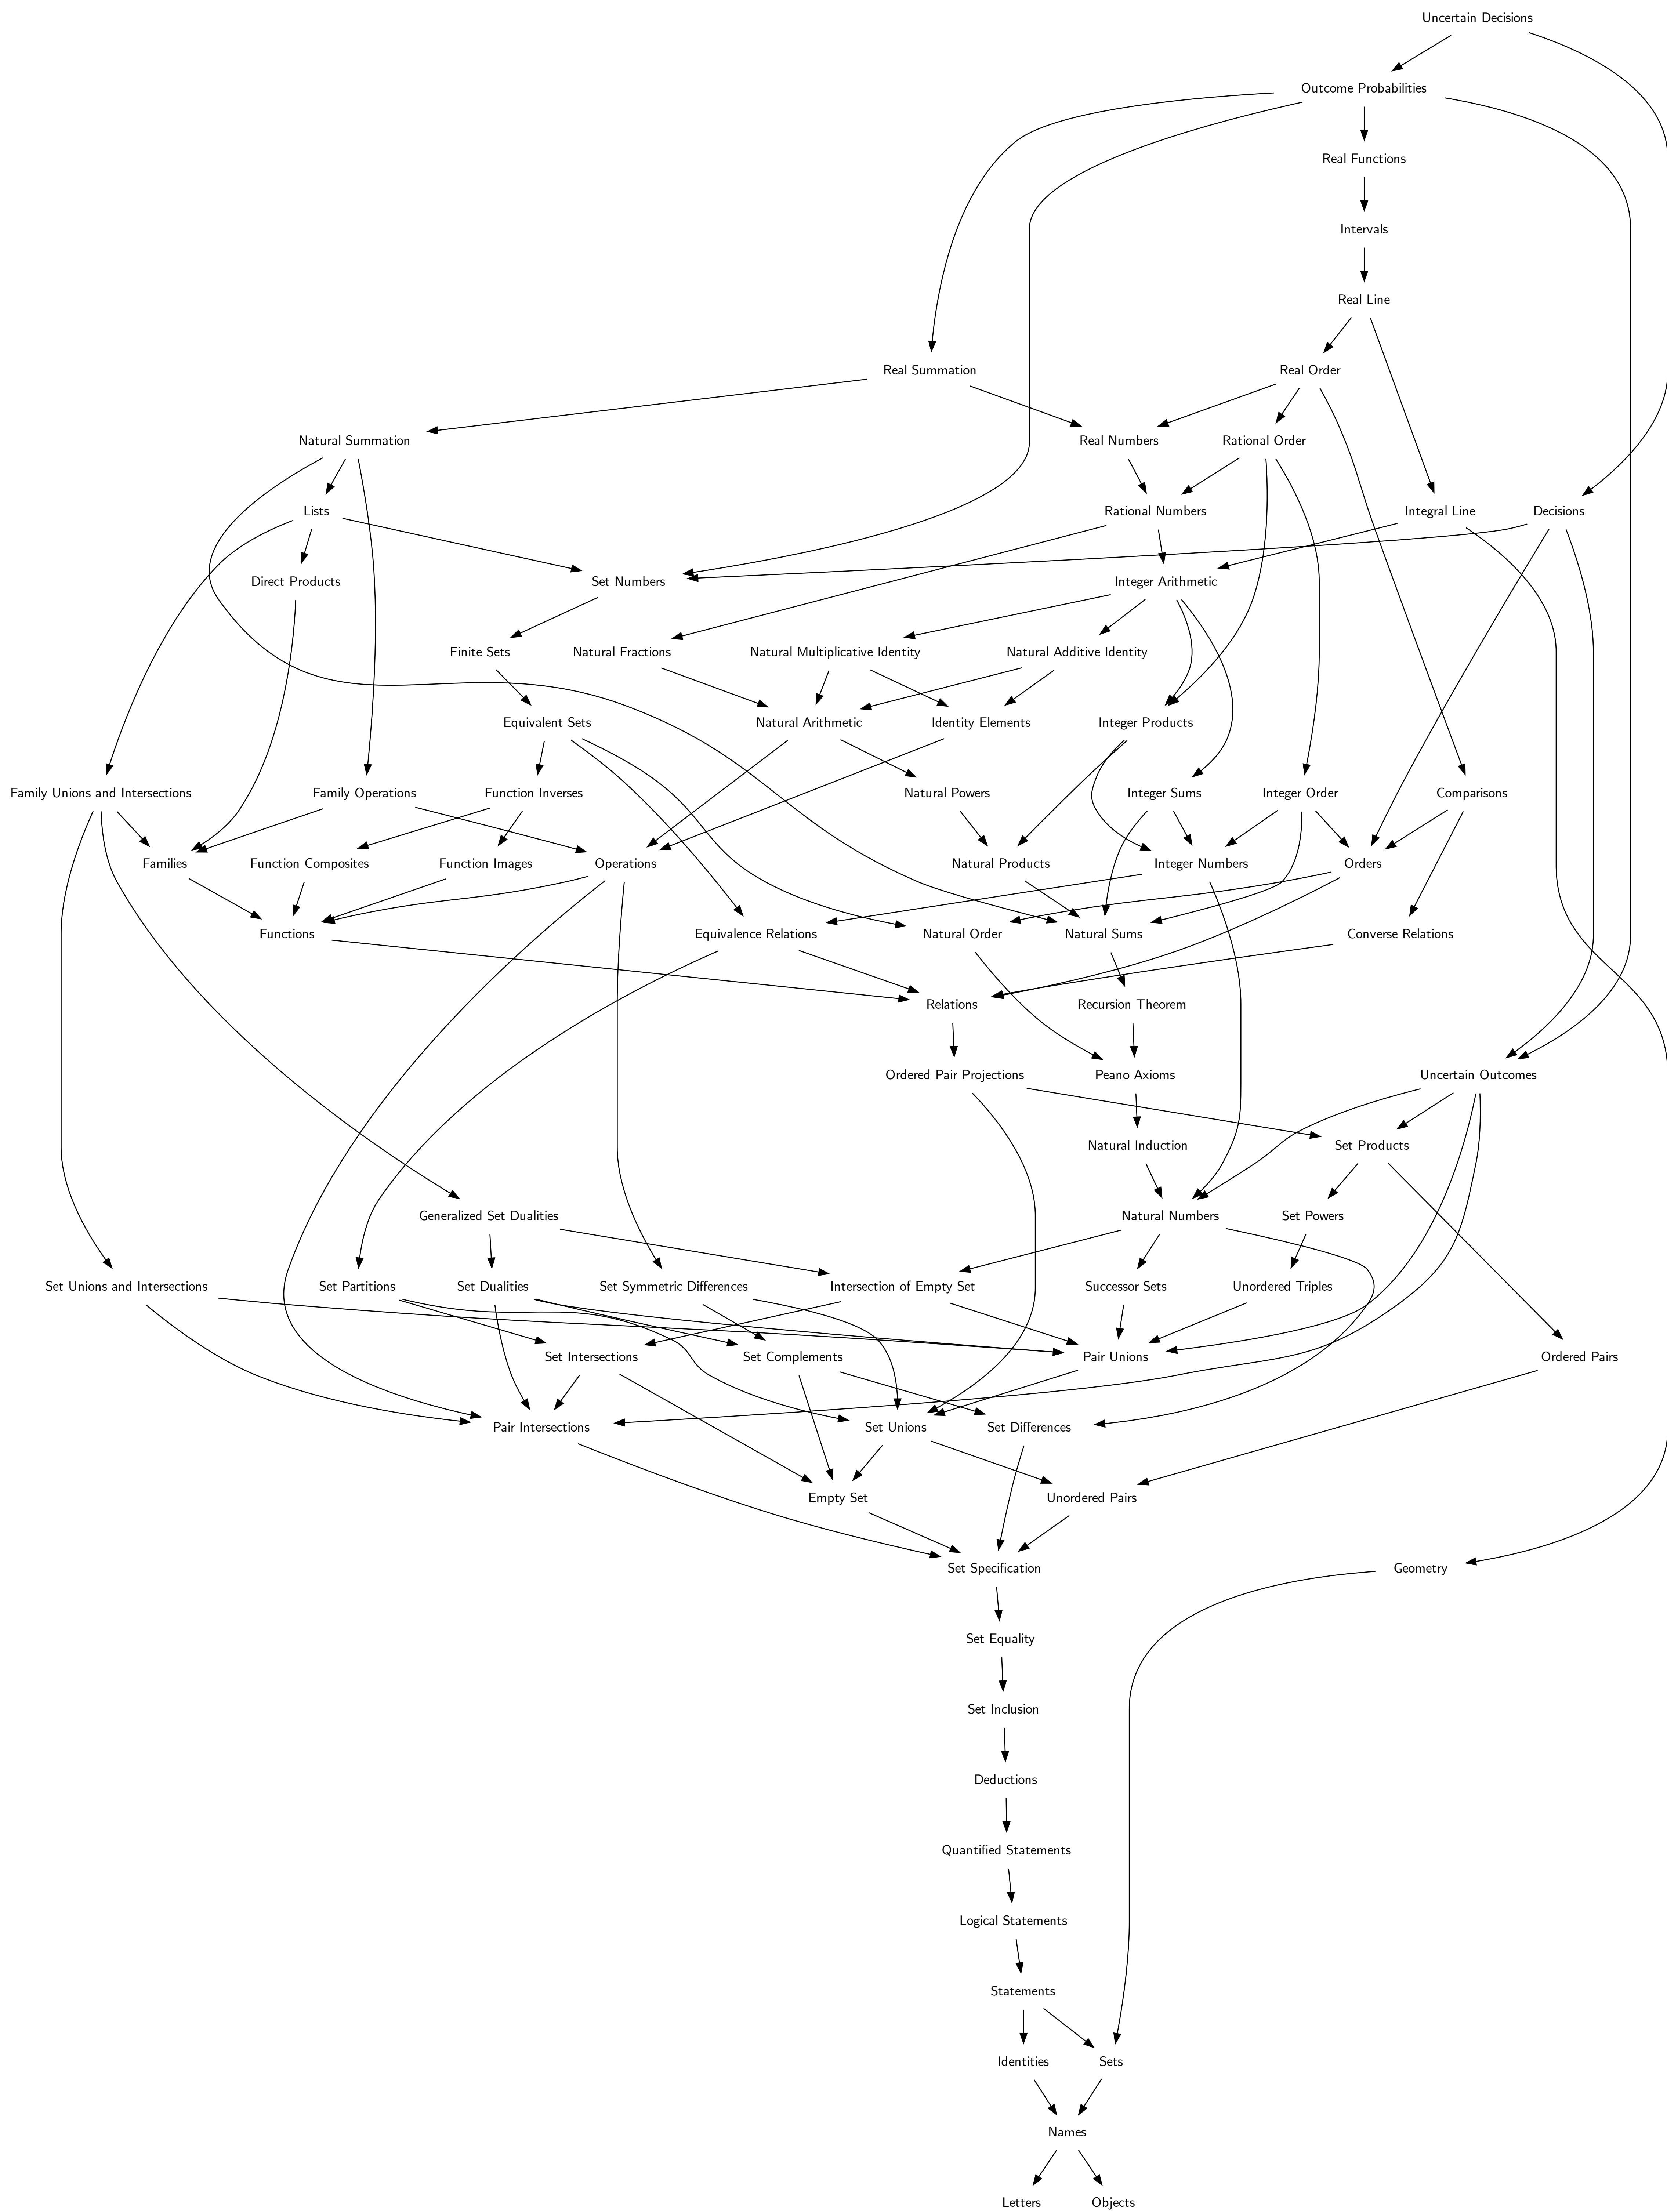 Uncertain Decisions
Outcome Probabilities
Real Functions
Intervals
Real Line
Real Summation
Real Order
Natural Summation
Real Numbers
Rational Order
Lists
Rational Numbers
Integral Line
Decisions
Direct Products
Set Numbers
Integer Arithmetic
Finite Sets
Natural Fractions
Natural Multiplicative Identity
Natural Additive Identity
Equivalent Sets
Natural Arithmetic
Identity Elements
Integer Products
Family Unions and Intersections
Family Operations
Function Inverses
Natural Powers
Integer Sums
Integer Order
Comparisons
Families
Function Composites
Function Images
Operations
Natural Products
Integer Numbers
Orders
Functions
Equivalence Relations
Natural Order
Natural Sums
Converse Relations
Relations
Recursion Theorem
Ordered Pair Projections
Peano Axioms
Uncertain Outcomes
Natural Induction
Set Products
Generalized Set Dualities
Natural Numbers
Set Powers
Set Unions and Intersections
Set Partitions
Set Dualities
Set Symmetric Differences
Intersection of Empty Set
Successor Sets
Unordered Triples
Set Intersections
Set Complements
Pair Unions
Ordered Pairs
Pair Intersections
Set Unions
Set Differences
Empty Set
Unordered Pairs
Set Specification
Geometry
Set Equality
Set Inclusion
Deductions
Quantified Statements
Logical Statements
Statements
Identities
Sets
Names
Letters
Objects